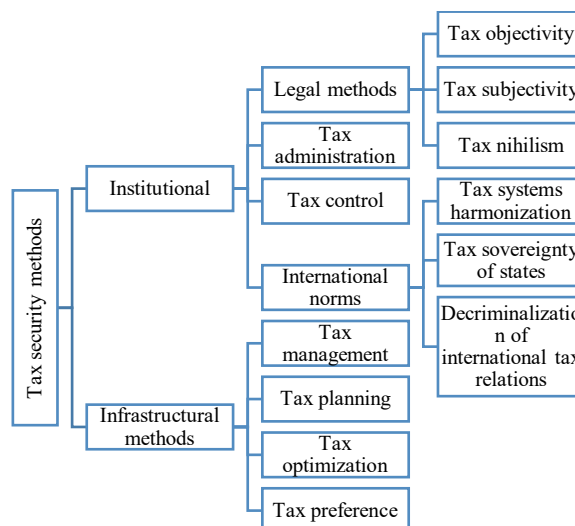 Tax security methods
Institutional
Legal methods
Tax objectivity
Tax subjectivity
Tax nihilism
Tax
administration
Tax control
International
norms
Tax systems
harmonization
Tax sovereignty
of states
Decriminalizatio
n of
international tax
relations
Infrastructural
methods
Tax
management
Tax planning
Tax
optimization
Tax preference